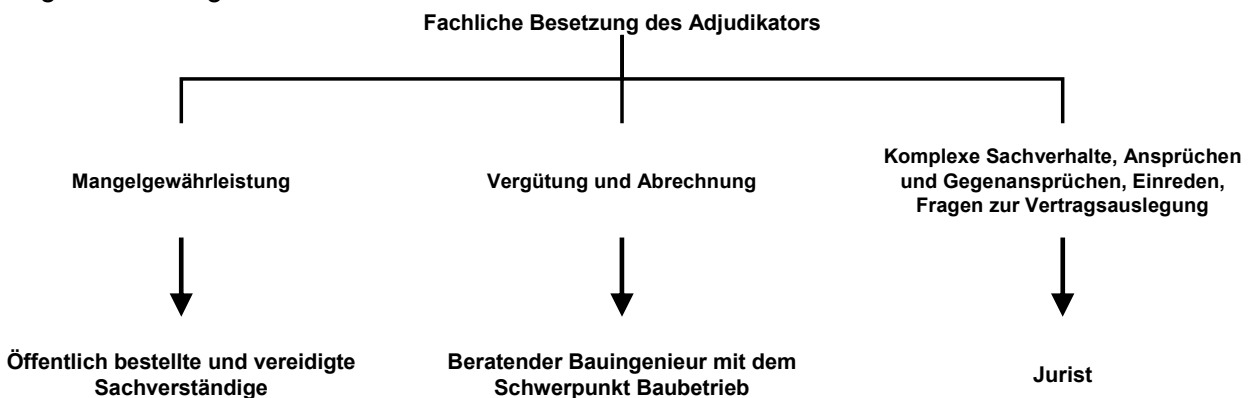 Fachliche Besetzung des Adjudikators
Mangelgewährleistung
Vergütung und Abrechnung
Komplexe Sachverhalte, Ansprüchen
und Gegenansprüchen, Einreden,
Fragen zur Vertragsauslegung
Öffentlich bestellte und vereidigte
Sachverständige
Beratender Bauingenieur mit dem
Schwerpunkt Baubetrieb
Jurist